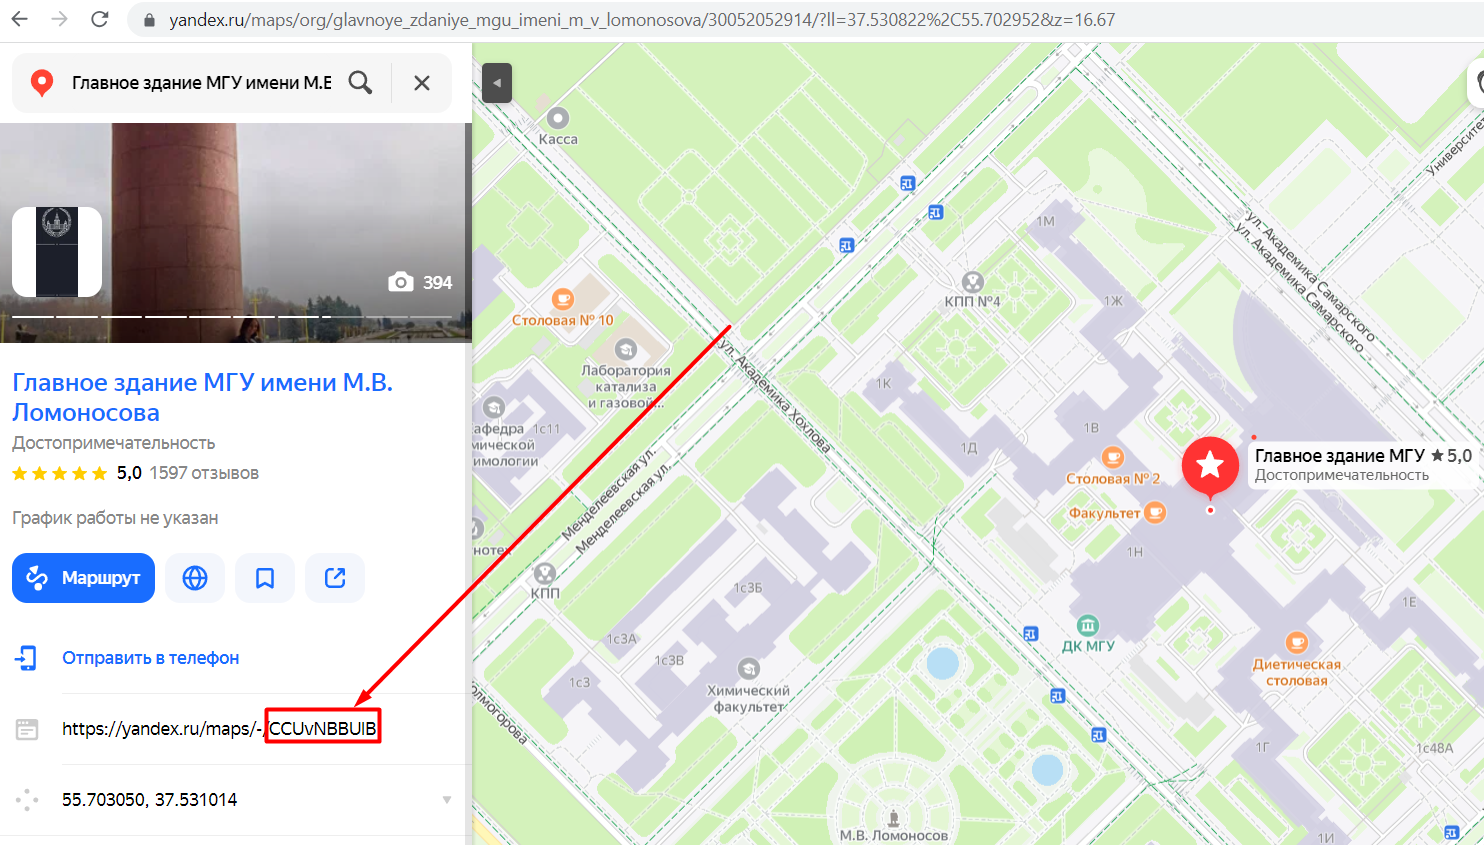 yandex.ru/maps/org/glavnoye_zdaniye_mgu_imeni_m_v_lomonosova/30052052914/?ll=37.530822%2C55.702952&z=16.67
Главное здание МГУ имени М.В
394
Главное здание МГУ имени М.В.
Ломоносова
Достопримечательность
5,0 1597 отзывов
График работы не указан
Маршрут
Отправить в телефон
https://yandex.ru/maps/-/CCUvNBBUIB
55.703050, 37.531014
Касса
Университет
ул. Академика Самарского
ул. Академика Самарского
1М
КПП №4
1Ж
Столовая № 10
Лаборатория
катализа
и газовой...
ул. Академика Хохлова
1К
1В
1Д
1с11
афедра
мической
имологии
Главное здание МГУ 5,0
Достопримечательность
Столовая № 2
Факультет
Менделеевская ул.
Менделеевская ул.
1Н
КПП
1с3Б
1Е
1с3А
1с3В
1с3
ДК МГУ
Диетическая
столовая
Химический
факультет
олмогорова
1Г
1с48А
М.В. Ломоносов
1И